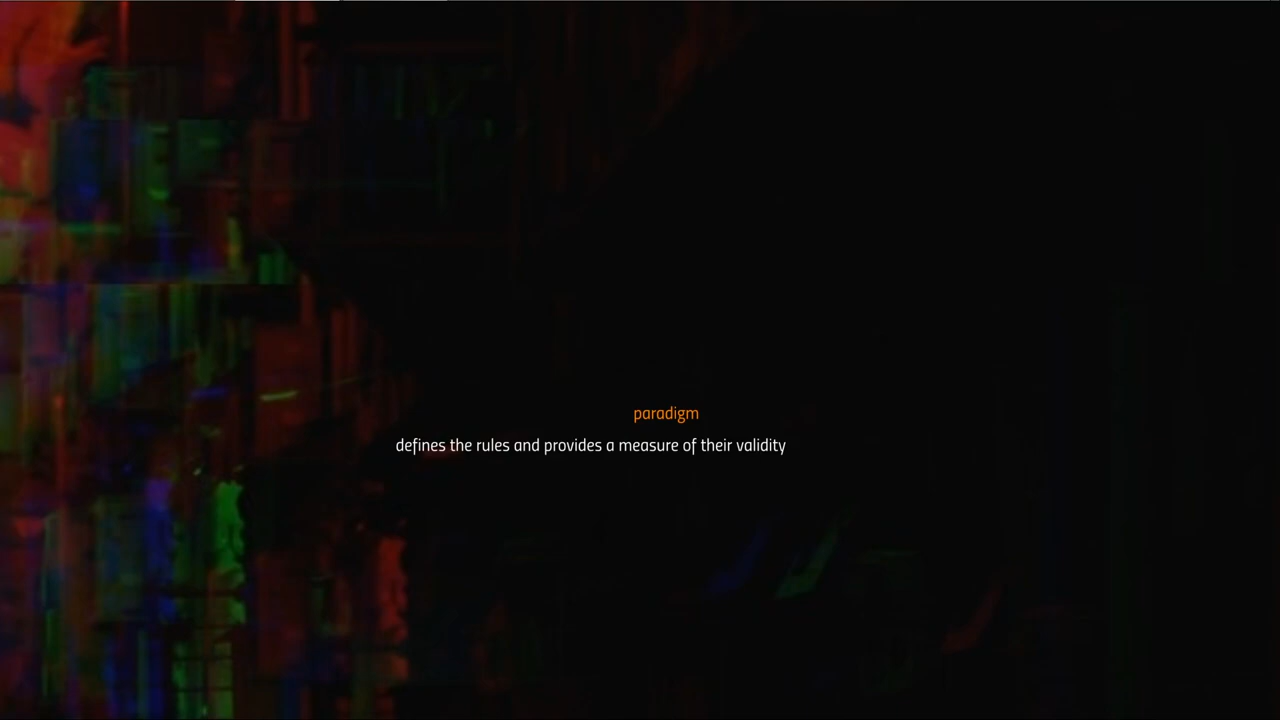 paradigm
defines the rules and provides a measure of their validity